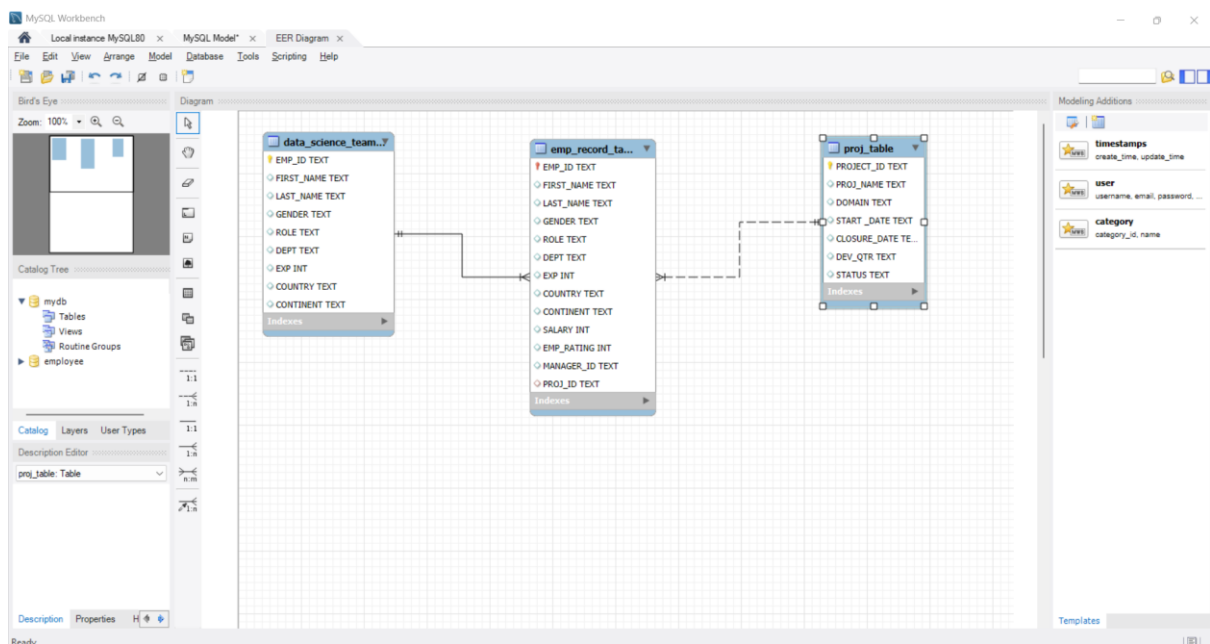 MySQL Workbench
Local instance MySQL80 × MySQL Model* × EER Diagram ×
File Edit View Arrange Model Database Tools Scripting Help
Bird's Eye
Zoom: 100%
Diagram
data_science_team...
EMP_ID TEXT
FIRST_NAME TEXT
LAST_NAME TEXT
GENDER TEXT
ROLE TEXT
DEPT TEXT
EXP INT
COUNTRY TEXT
CONTINENT TEXT
Indexes
emp_record_ta...
EMP_ID TEXT
FIRST_NAME TEXT
LAST_NAME TEXT
GENDER TEXT
ROLE TEXT
DEPT TEXT
EXP INT
COUNTRY TEXT
CONTINENT TEXT
SALARY INT
EMP_RATING INT
MANAGER_ID TEXT
PROJ_ID TEXT
Indexes
proj_table
PROJECT_ID TEXT
PROJ_NAME TEXT
DOMAIN TEXT
START _DATE TEXT
CLOSURE_DATE TE...
DEV_QTR TEXT
STATUS TEXT
Indexes
Modeling Additions
timestamps
create_time, update_time
user
username, email, password, ...
category
category_id, name
Templates
Catalog Tree
mydb
Tables
Views
Routine Groups
employee
Catalog Layers User Types
Description Editor
proj_table: Table
1:1
1:n
1:1
1:n
n:m
1:n
Description Properties H
Ready